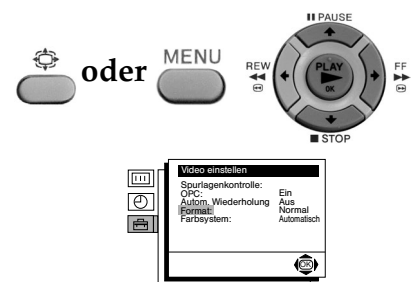 II PAUSE
oder MENU
REW PLAY FF
◀◀ OK ▶▶
■ STOP
Video einstellen
Spurlagenkontrolle:
OPC: Ein
Autom. Wiederholung Aus
Format: Normal
Farbsystem: Automatisch
OK